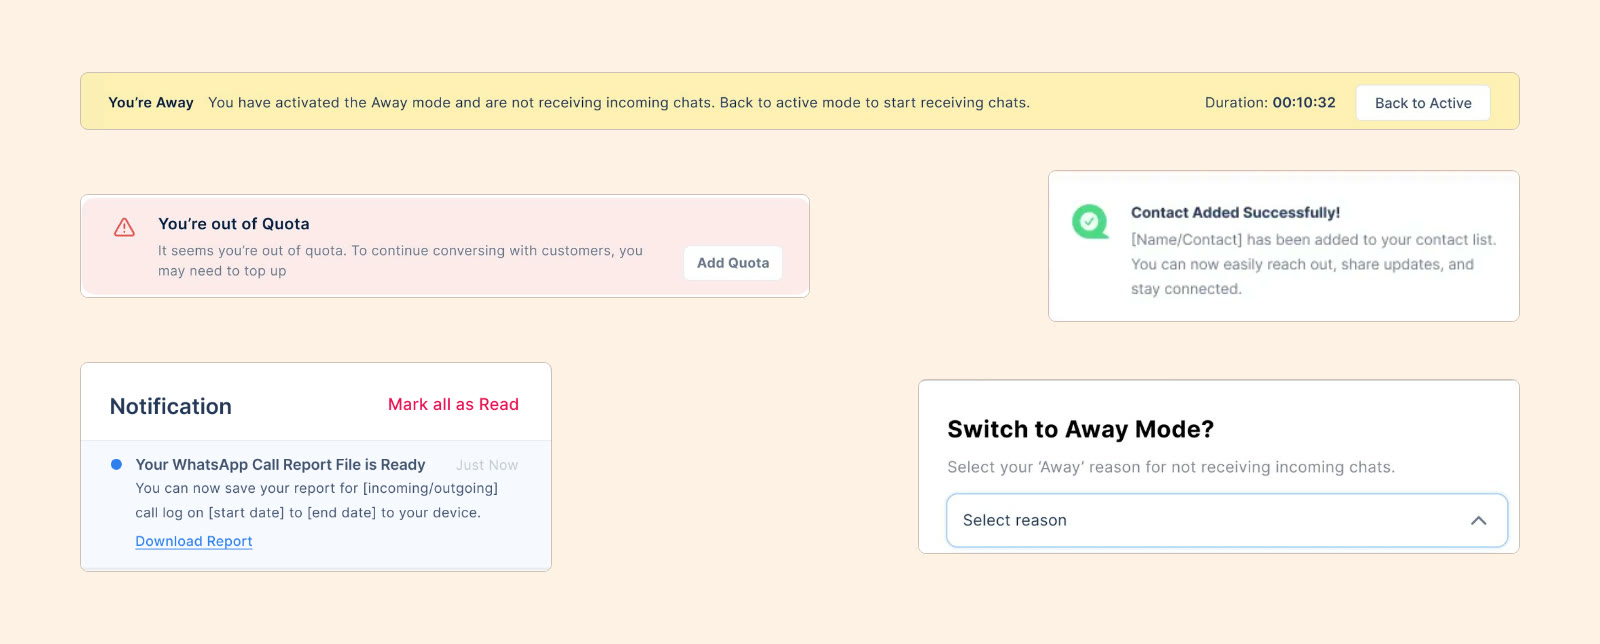 You’re Away You have activated the Away mode and are not receiving incoming chats. Back to active mode to start receiving chats. Duration: 00:10:32 Back to Active
You’re out of Quota
It seems you’re out of quota. To continue conversing with customers, you
may need to top up
Add Quota
Contact Added Successfully!
[Name/Contact] has been added to your contact list.
You can now easily reach out, share updates, and
stay connected.
Notification Mark all as Read
Your WhatsApp Call Report File is Ready Just Now
You can now save your report for [incoming/outgoing]
call log on [start date] to [end date] to your device.
Download Report
Switch to Away Mode?
Select your ‘Away’ reason for not receiving incoming chats.
Select reason